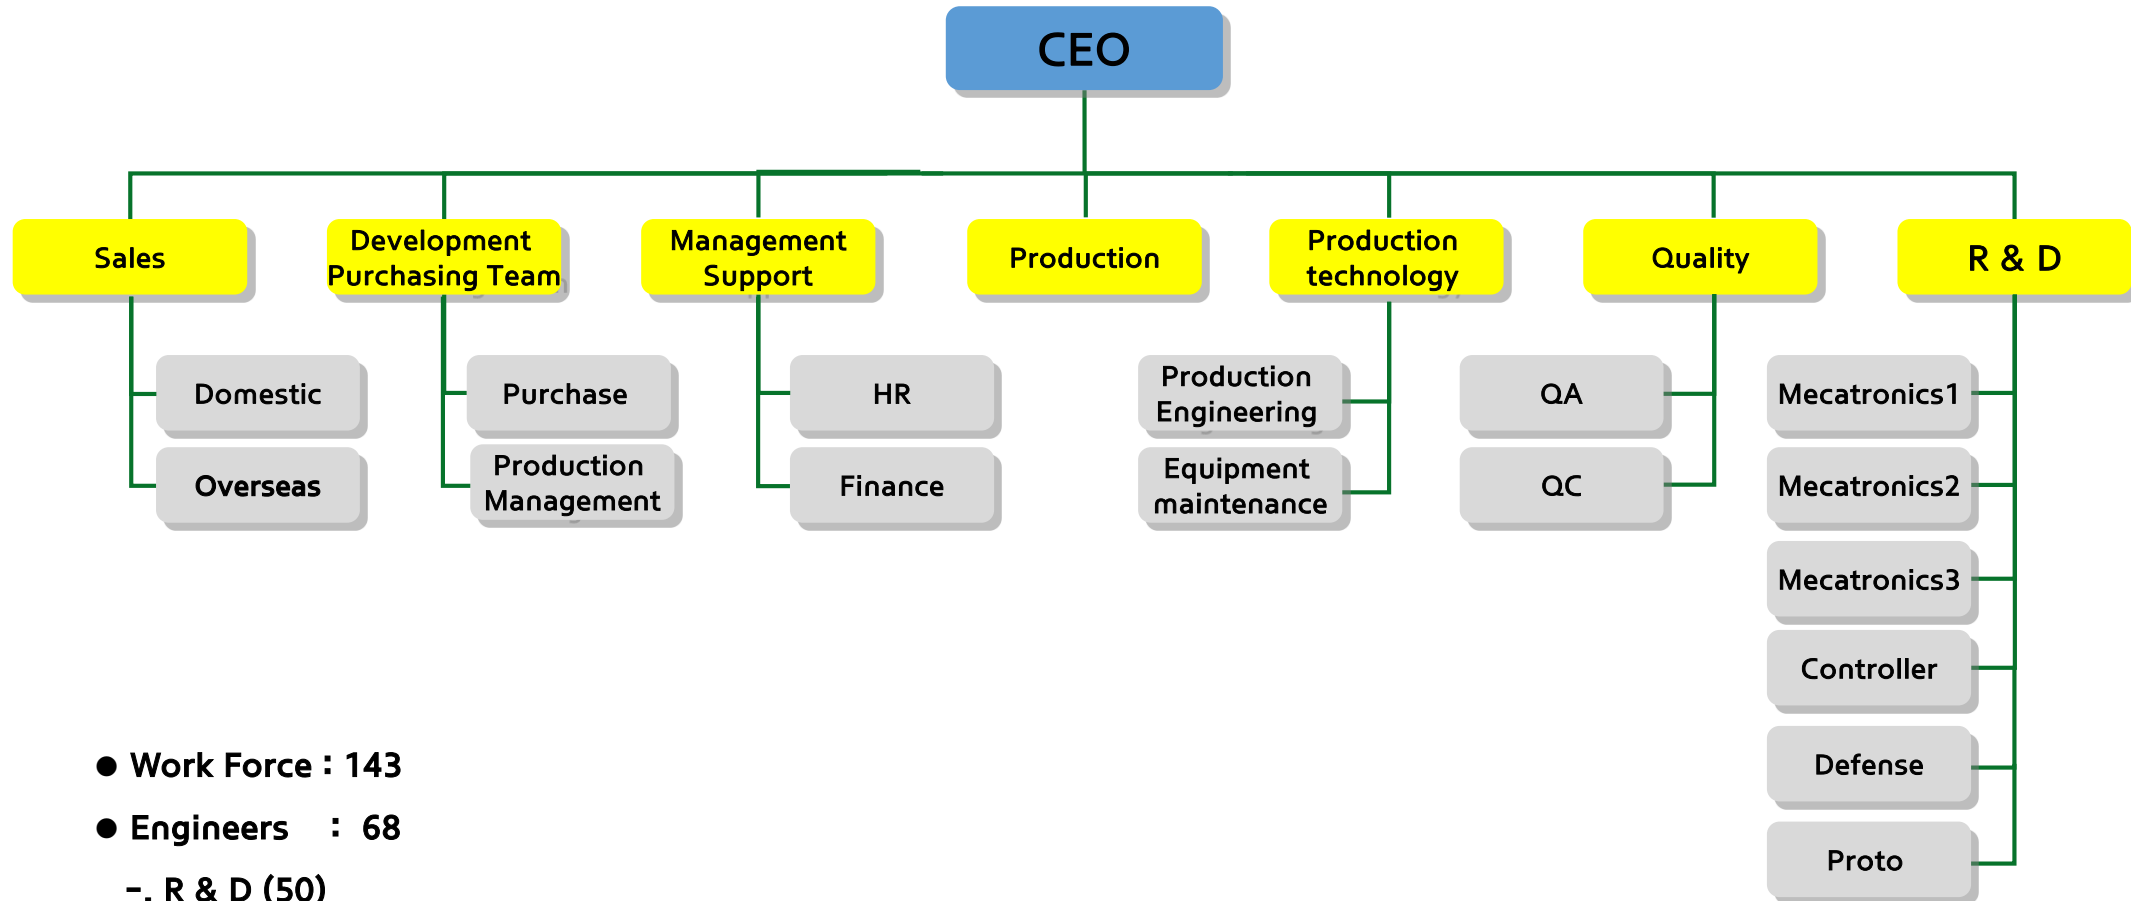 CEO
Sales
Development
Purchasing Team
Management
Support
Production
Production
technology
Quality
R & D
Domestic
Overseas
Purchase
Production
Management
HR
Finance
Production
Engineering
Equipment
maintenance
QA
QC
Mecatronics1
Mecatronics2
Mecatronics3
Controller
Defense
Proto
● Work Force : 143
● Engineers : 68
-. R & D (50)